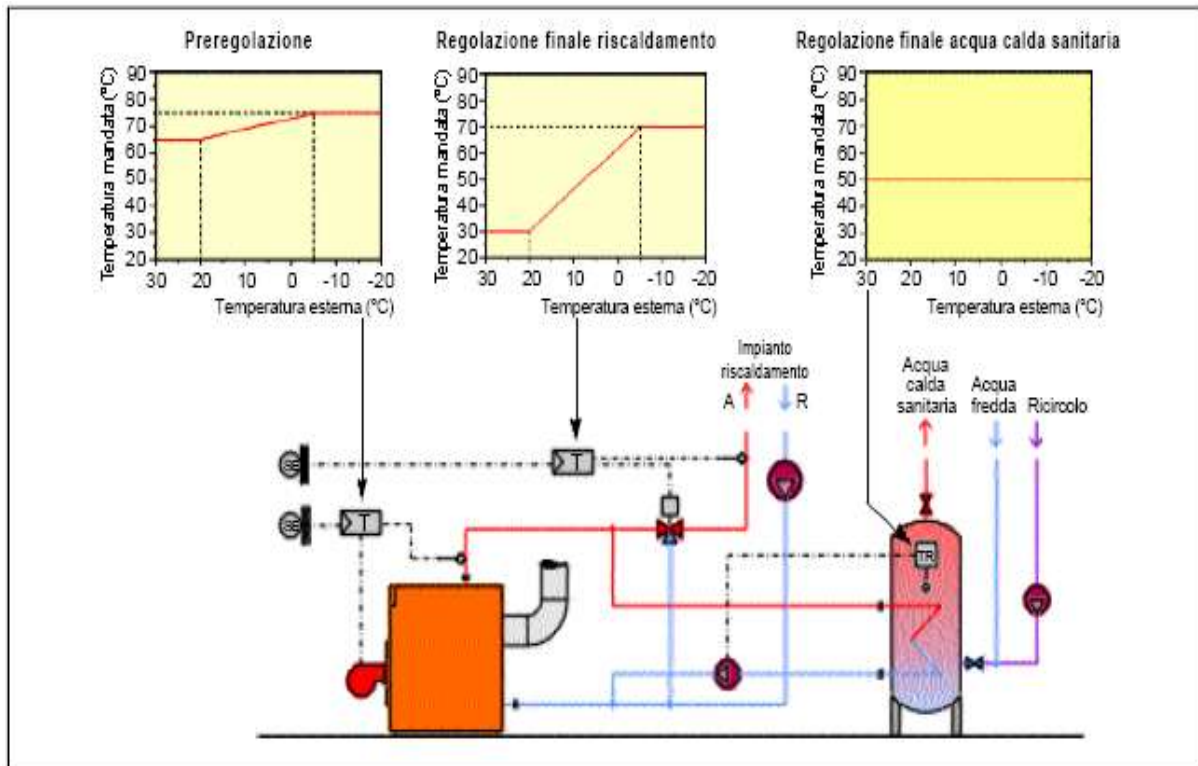 Preregolazione
Regolazione finale riscaldamento
Regolazione finale acqua calda sanitaria
Temperatura mandata (°C)
90
80
70
60
50
40
30
20
30 20 10 0 -10 -20
Temperatura esterna (°C)
Temperatura mandata (°C)
90
80
70
60
50
40
30
20
30 20 10 0 -10 -20
Temperatura esterna (°C)
Temperatura mandata (°C)
90
80
70
60
50
40
30
20
30 20 10 0 -10 -20
Temperatura esterna (°C)
Impianto
riscaldamento
A R
Acqua
calda
sanitaria
Acqua
fredda
Ricircolo
T
T
TR